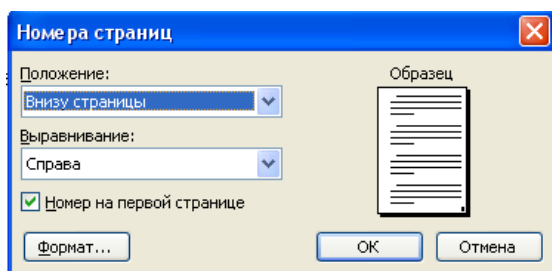 Номера страниц
Положение:
Образец
Внизу страницы
Выравнивание:
Справа
Номер на первой странице
Формат...
ОК
Отмена